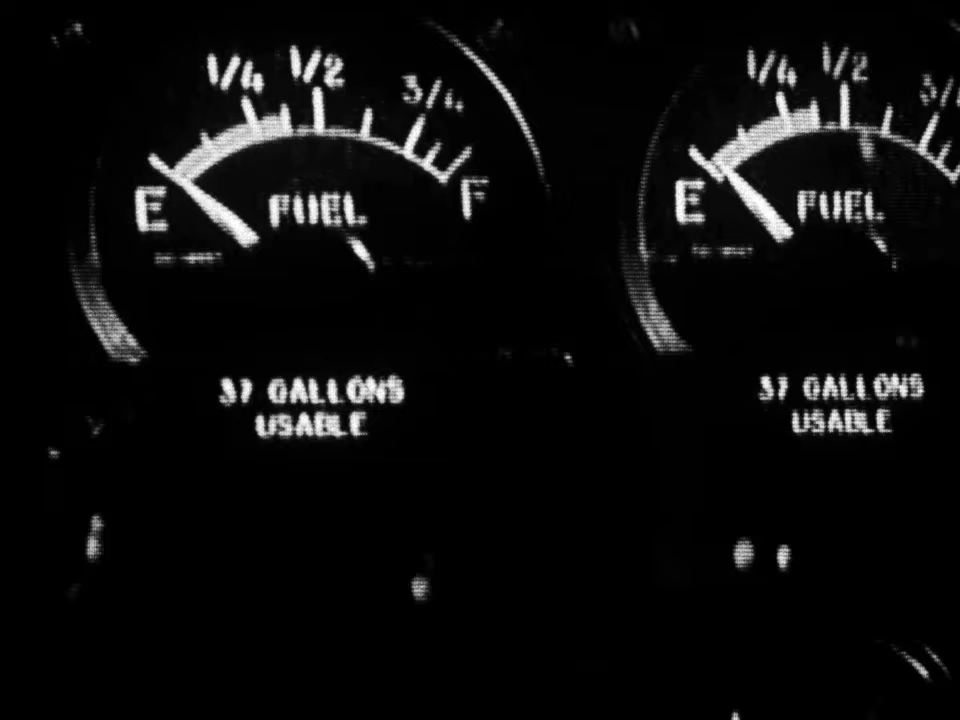 1/4 1/2 3/4
E FUEL F
37 GALLONS
USABLE
1/4 1/2 3/4
E FUEL
37 GALLONS
USABLE